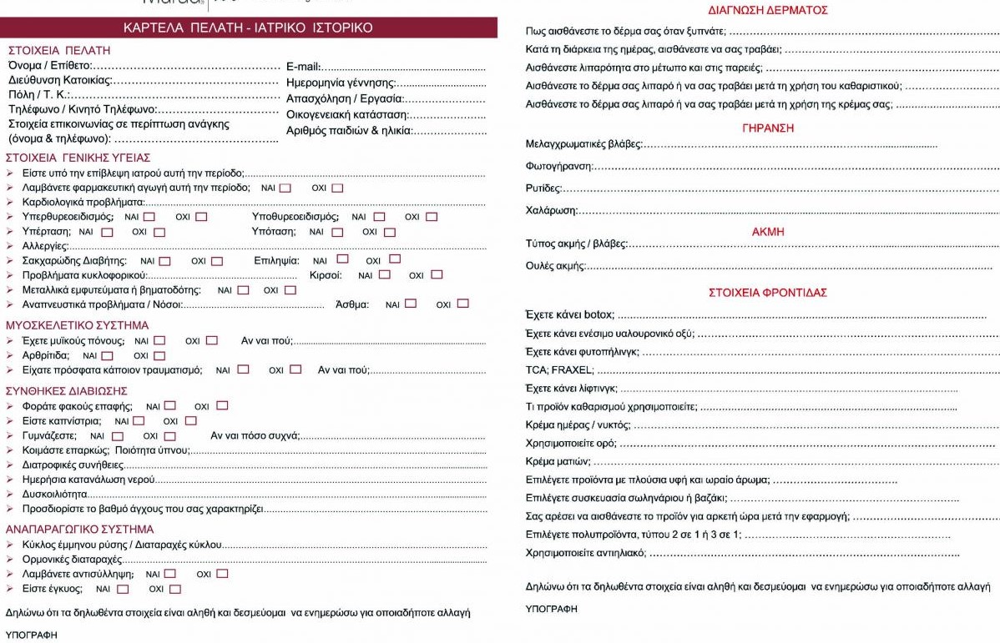 ΚΑΡΤΕΛΑ ΠΕΛΑΤΗ - ΙΑΤΡΙΚΟ ΙΣΤΟΡΙΚΟ
ΣΤΟΙΧΕΙΑ ΠΕΛΑΤΗ
Όνομα / Επίθετο:
Διεύθυνση Κατοικίας:
Πόλη / Τ. Κ.:
Τηλέφωνο / Κινητό Τηλέφωνο:
Στοιχεία επικοινωνίας σε περίπτωση ανάγκης
(όνομα & τηλέφωνο):
E-mail:
Ημερομηνία γέννησης:
Απασχόληση / Εργασία:
Οικογενειακή κατάσταση:
Αριθμός παιδιών & ηλικία:
ΣΤΟΙΧΕΙΑ ΓΕΝΙΚΗΣ ΥΓΕΙΑΣ
Είστε υπό την επίβλεψη ιατρού αυτή την περίοδο;
Λαμβάνετε φαρμακευτική αγωγή αυτή την περίοδο; ΝΑΙ ΟΧΙ
Καρδιολογικά προβλήματα:
Υπερθυρεοειδισμός; ΝΑΙ ΟΧΙ Υποθυρεοειδισμός; ΝΑΙ ΟΧΙ
Υπέρταση; ΝΑΙ ΟΧΙ Υπόταση; ΝΑΙ ΟΧΙ
Αλλεργίες:
Σακχαρώδης Διαβήτης: ΝΑΙ ΟΧΙ Επιληψία: ΝΑΙ ΟΧΙ
Προβλήματα κυκλοφορικού: Κιρσοί: ΝΑΙ ΟΧΙ
Μεταλλικά εμφυτεύματα ή βηματοδότης: ΝΑΙ ΟΧΙ
Αναπνευστικά προβλήματα / Νόσοι: Άσθμα: ΝΑΙ ΟΧΙ
ΜΥΟΣΚΕΛΕΤΙΚΟ ΣΥΣΤΗΜΑ
Έχετε μυϊκούς πόνους; ΝΑΙ ΟΧΙ Αν ναι πού;
Αρθρίτιδα; ΝΑΙ ΟΧΙ
Είχατε πρόσφατα κάποιον τραυματισμό; ΝΑΙ ΟΧΙ Αν ναι πού;
ΣΥΝΘΗΚΕΣ ΔΙΑΒΙΩΣΗΣ
Φοράτε φακούς επαφής; ΝΑΙ ΟΧΙ
Είστε καπνίστρια; ΝΑΙ ΟΧΙ
Γυμνάζεστε; ΝΑΙ ΟΧΙ Αν ναι πόσο συχνά;
Κοιμάστε επαρκώς; Ποιότητα ύπνου;
Διατροφικές συνήθειες
Ημερήσια κατανάλωση νερού
Δυσκοιλιότητα
Προσδιορίστε το βαθμό άγχους που σας χαρακτηρίζει
ΑΝΑΠΑΡΑΓΩΓΙΚΟ ΣΥΣΤΗΜΑ
Κύκλος έμμηνου ρύσης / Διαταραχές κύκλου
Ορμονικές διαταραχές
Λαμβάνετε αντισύλληψη; ΝΑΙ ΟΧΙ
Είστε έγκυος; ΝΑΙ ΟΧΙ
Δηλώνω ότι τα δηλωθέντα στοιχεία είναι αληθή και δεσμεύομαι να ενημερώσω για οποιαδήποτε αλλαγή
ΥΠΟΓΡΑΦΗ
ΔΙΑΓΝΩΣΗ ΔΕΡΜΑΤΟΣ
Πως αισθάνεστε το δέρμα σας όταν ξυπνάτε;
Κατά τη διάρκεια της ημέρας, αισθάνεστε να σας τραβάει;
Αισθάνεστε λιπαρότητα στο μέτωπο και στις παρειές;
Αισθάνεστε το δέρμα σας λιπαρό ή να σας τραβάει μετά τη χρήση του καθαριστικού;
Αισθάνεστε το δέρμα σας λιπαρό ή να σας τραβάει μετά τη χρήση της κρέμας σας;
ΓΗΡΑΝΣΗ
Μελαγχρωματικές βλάβες:
Φωτογήρανση:
Ρυτίδες:
Χαλάρωση:
ΑΚΜΗ
Τύπος ακμής / βλάβες:
Ουλές ακμής:
ΣΤΟΙΧΕΙΑ ΦΡΟΝΤΙΔΑΣ
Έχετε κάνει botox;
Έχετε κάνει ενέσιμο υαλουρονικό οξύ;
Έχετε κάνει φυτοπήλινγκ;
TCA; FRAXEL;
Έχετε κάνει λίφτινγκ;
Τι προϊόν καθαρισμού χρησιμοποιείτε;
Κρέμα ημέρας / νυκτός;
Χρησιμοποιείτε ορό;
Κρέμα ματιών;
Επιλέγετε προϊόντα με πλούσια υφή και ωραίο άρωμα;
Επιλέγετε συσκευασία σωληνάριου ή βαζάκι;
Σας αρέσει να αισθάνεστε το προϊόν για αρκετή ώρα μετά την εφαρμογή;
Επιλέγετε πολυπροϊόντα, τύπου 2 σε 1 ή 3 σε 1;
Χρησιμοποιείτε αντιηλιακό;
Δηλώνω ότι τα δηλωθέντα στοιχεία είναι αληθή και δεσμεύομαι να ενημερώσω για οποιαδήποτε αλλαγή
ΥΠΟΓΡΑΦΗ